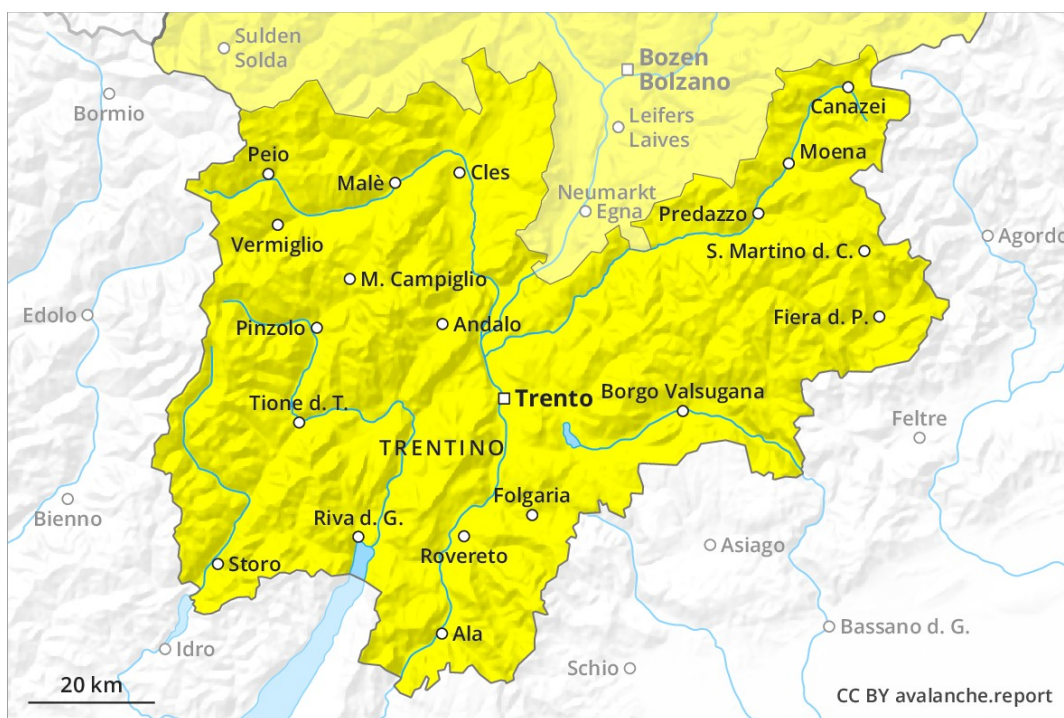 Sulden
Solda
Bozen
Bolzano
Bormio
Canazei
Leifers
Laives
Peio
Moena
Malè
Cles
Neumarkt
Egna
Predazzo
Vermiglio
Agordo
S. Martino d. C.
M. Campiglio
Edolo
Pinzolo
Andalo
Fiera d. P.
Trento
Borgo Valsugana
Tione d. T.
Feltre
TRENTINO
Bienno
Folgaria
Riva d. G.
Asiago
Rovereto
Storo
Ala
Bassano d. G.
Idro
Schio
20 km
CC BY avalanche.report